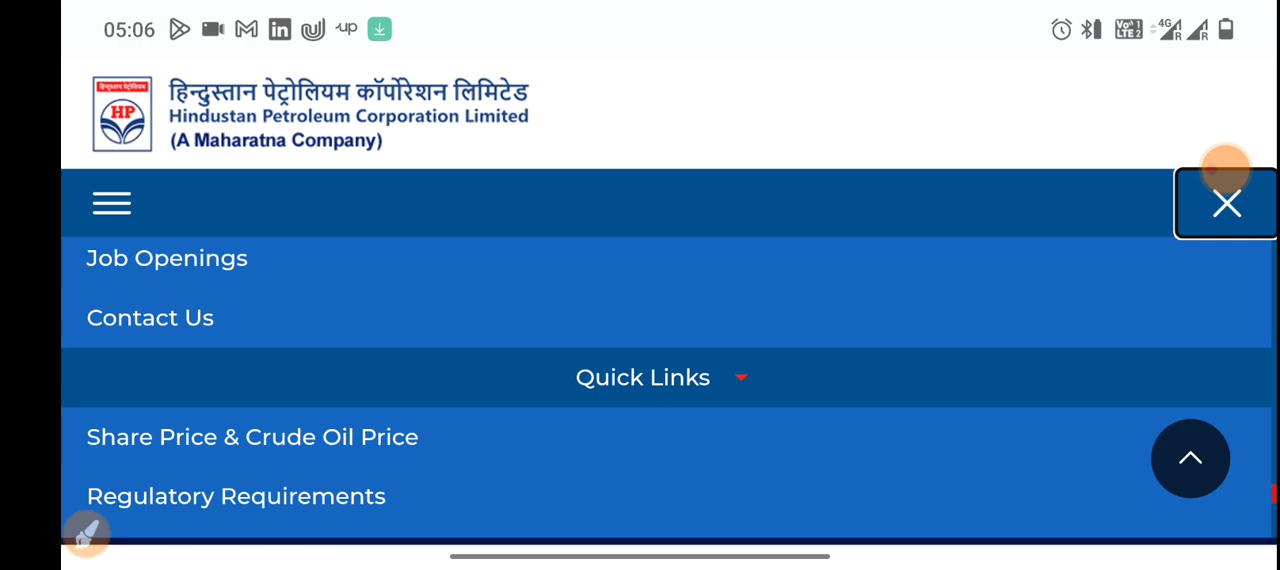 05:06
हिन्दुस्तान पेट्रोलियम कॉर्पोरेशन लिमिटेड
Hindustan Petroleum Corporation Limited
(A Maharatna Company)
हिन्दुस्तान पेट्रोलियम
HP
Job Openings
Contact Us
Quick Links
Share Price & Crude Oil Price
Regulatory Requirements